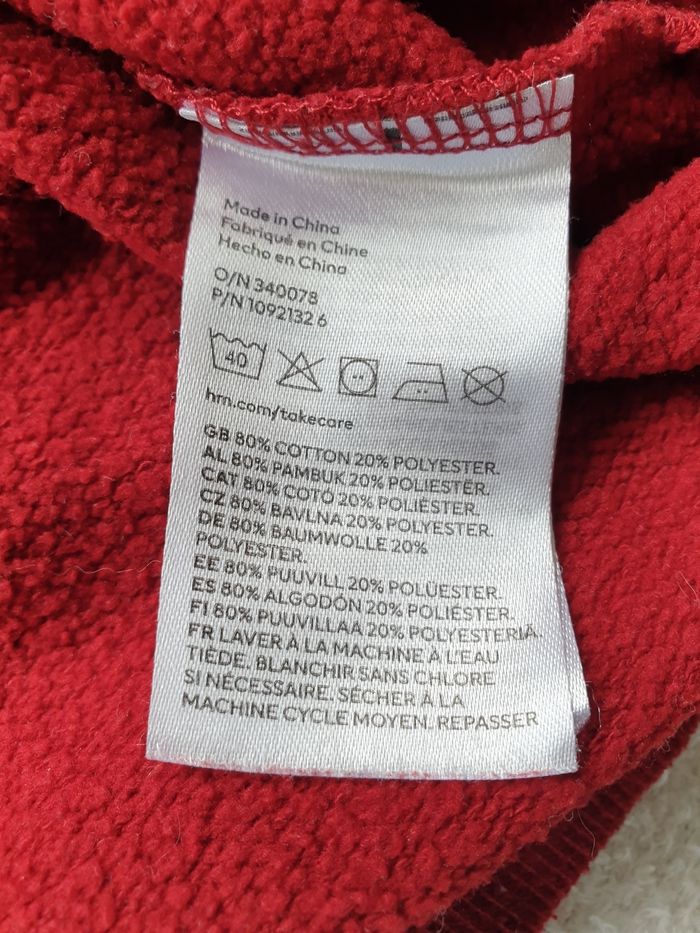 Made in China
Fabriqué en Chine
Hecho en China
O/N 340078
P/N 1092132 6
40
hm.com/takecare
GB 80% COTTON 20% POLYESTER.
AL 80% PAMBUK 20% POLIESTËR.
CAT 80% COTÓ 20% POLIÈSTER.
CZ 80% BAVLNA 20% POLYESTER.
DE 80% BAUMWOLLE 20%
POLYESTER.
EE 80% PUUVILL 20% POLÜESTER.
ES 80% ALGODÓN 20% POLIÉSTER.
FI 80% PUUVILLAA 20% POLYESTERIÄ.
FR LAVER À LA MACHINE À L'EAU
TIÈDE. BLANCHIR SANS CHLORE
SI NÉCESSAIRE. SÉCHER À LA
MACHINE CYCLE MOYEN. REPASSER